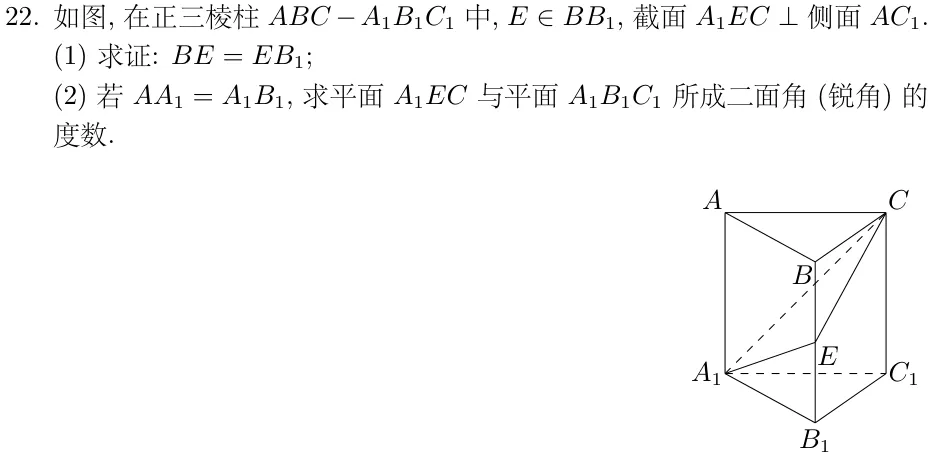 22. 如图, 在正三棱柱 ABC − A₁B₁C₁ 中, E ∈ BB₁, 截面 A₁EC ⊥ 侧面 AC₁.
(1) 求证: BE = EB₁;
(2) 若 AA₁ = A₁B₁, 求平面 A₁EC 与平面 A₁B₁C₁ 所成二面角 (锐角) 的
度数.
A
C
B
E
A₁
C₁
B₁